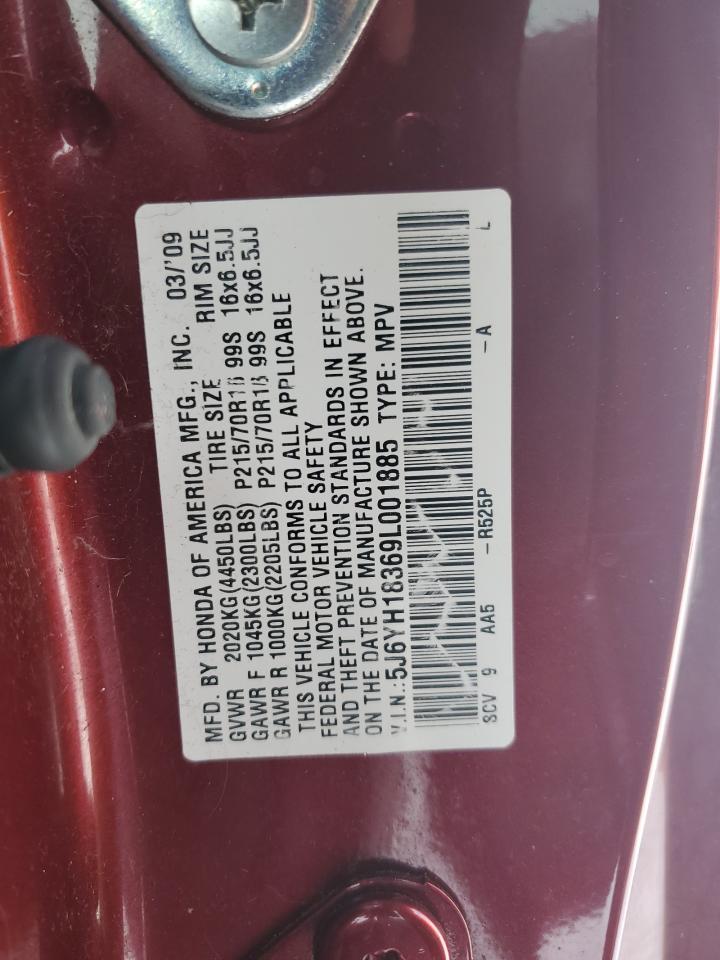 MFD. BY HONDA OF AMERICA MFG., INC. 03/'09
GVWR 2020KG(4450LBS) TIRE SIZE RIM SIZE
GAWR F 1045KG(2300LBS) P215/70R16 99S 16x6.5JJ
GAWR R 1000KG(2205LBS) P215/70R16 99S 16x6.5JJ
THIS VEHICLE CONFORMS TO ALL APPLICABLE
FEDERAL MOTOR VEHICLE SAFETY
AND THEFT PREVENTION STANDARDS IN EFFECT
ON THE DATE OF MANUFACTURE SHOWN ABOVE.
V.I.N.:5J6YH18369L001885 TYPE: MPV
SCV 9 AA5 -R525P -A L